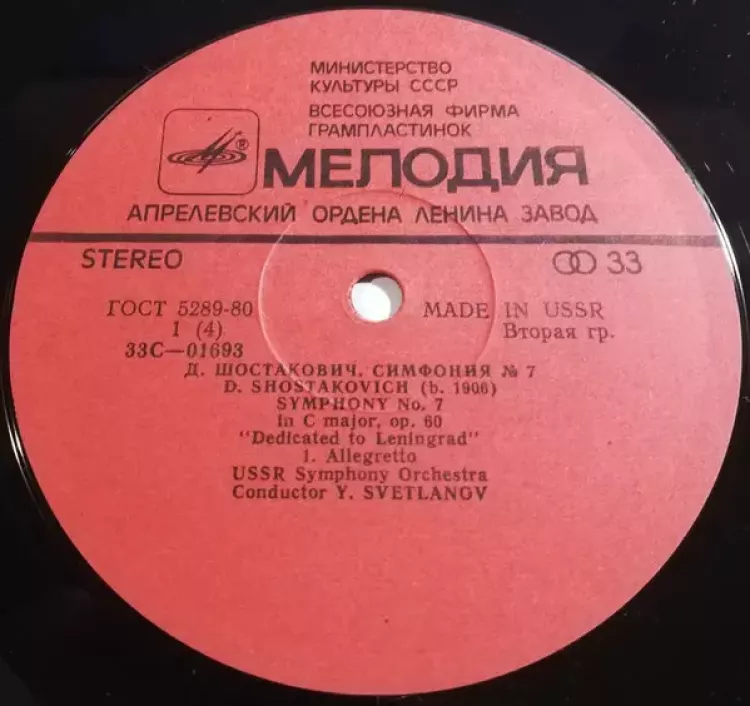 МИНИСТЕРСТВО
КУЛЬТУРЫ СССР
ВСЕСОЮЗНАЯ ФИРМА
ГРАМПЛАСТИНОК
®
МЕЛОДИЯ
АПРЕЛЕВСКИЙ ОРДЕНА ЛЕНИНА ЗАВОД
STEREO
33
ГОСТ 5289-80
MADE IN USSR
1 (4)
Вторая гр.
33С—01693
Д. ШОСТАКОВИЧ. СИМФОНИЯ № 7
D. SHOSTAKOVICH (b. 1906)
SYMPHONY No. 7
in C major, op. 60
"Dedicated to Leningrad"
1. Allegretto
USSR Symphony Orchestra
Conductor Y. SVETLANOV